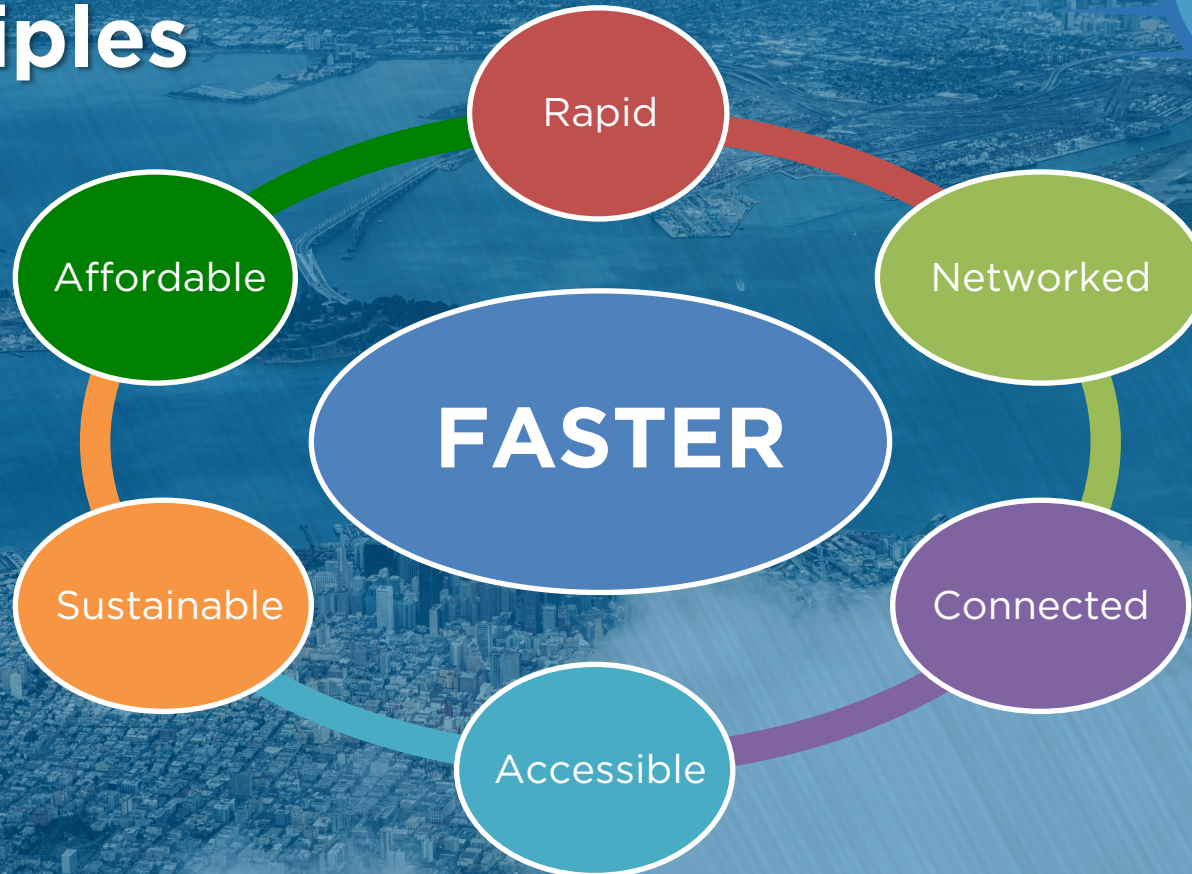 iples
Rapid
Affordable
Networked
FASTER
Sustainable
Connected
Accessible